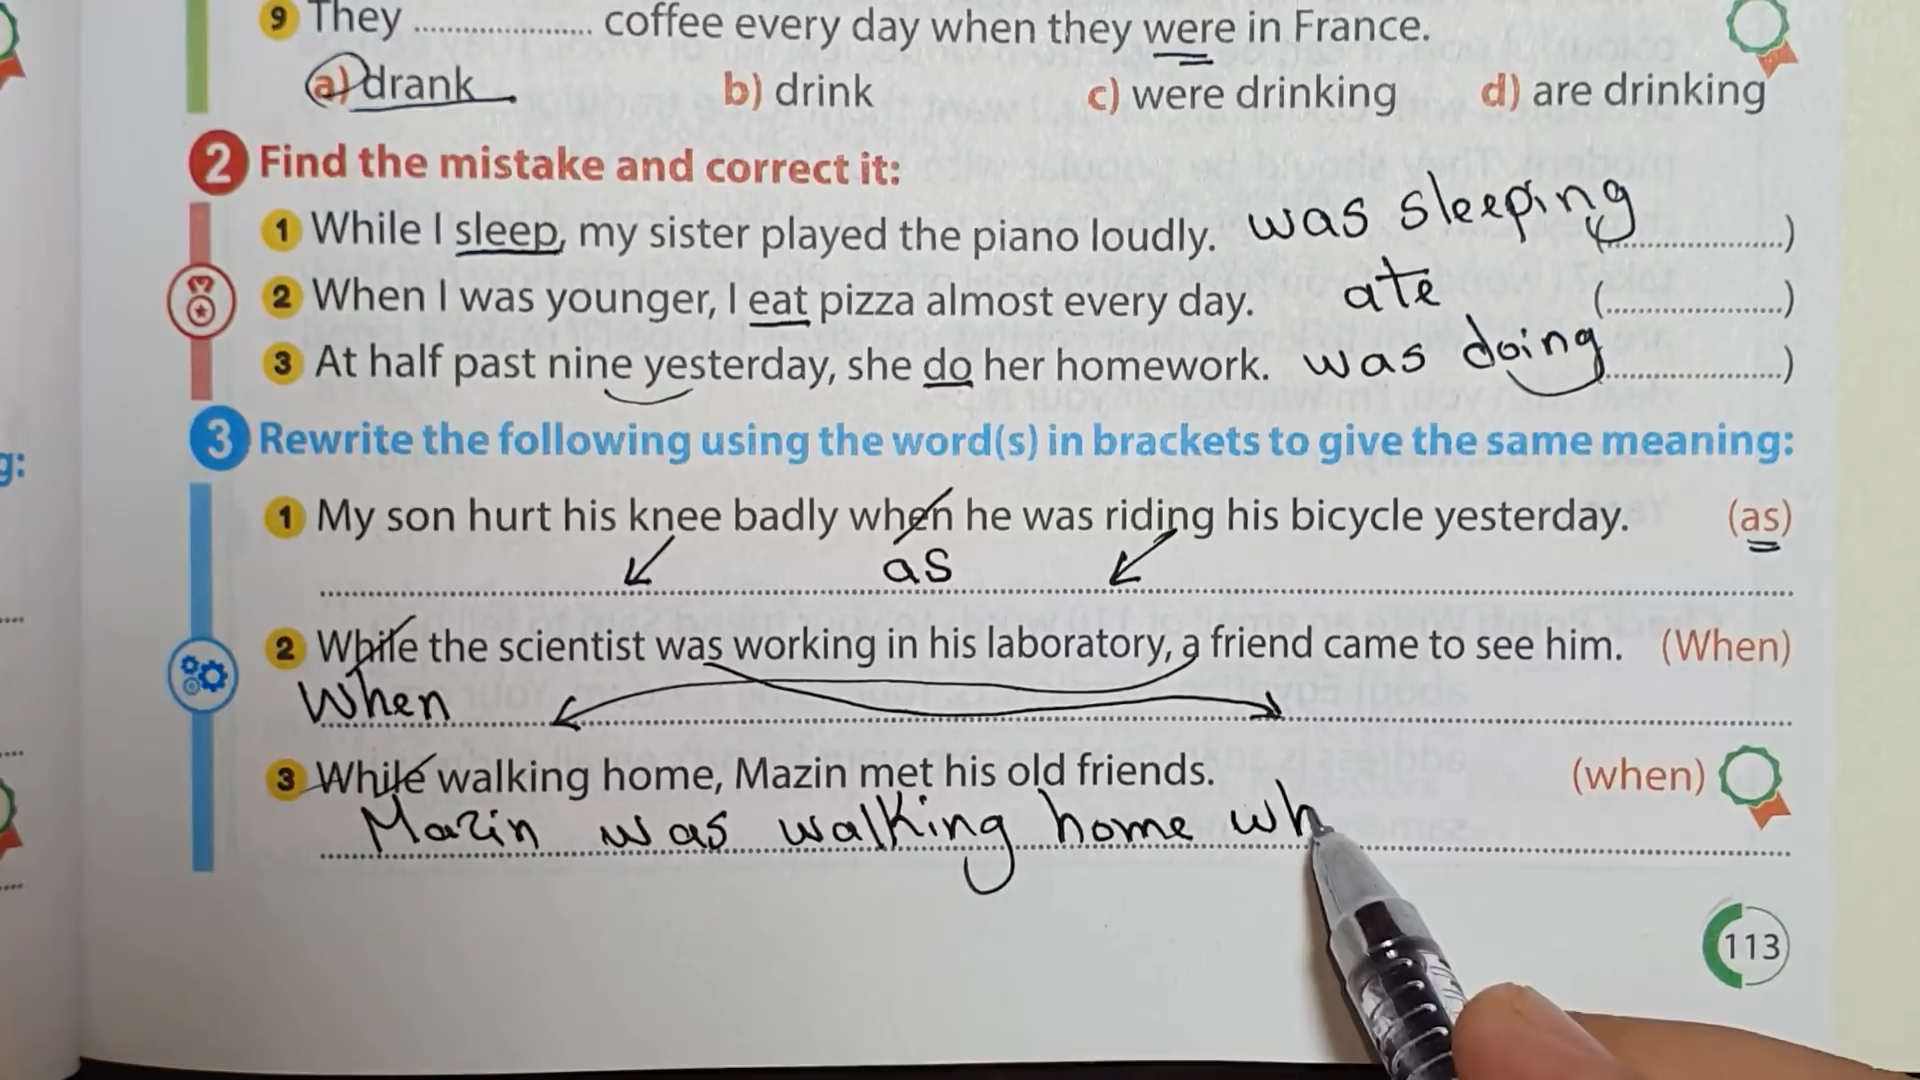 9 They .................... coffee every day when they were in France.
a) drank b) drink c) were drinking d) are drinking
2 Find the mistake and correct it:
1 While I sleep, my sister played the piano loudly. was sleeping (....................)
2 When I was younger, I eat pizza almost every day. ate (....................)
3 At half past nine yesterday, she do her homework. was doing (....................)
3 Rewrite the following using the word(s) in brackets to give the same meaning:
g:
1 My son hurt his knee badly when he was riding his bicycle yesterday. (as)
as
2 While the scientist was working in his laboratory, a friend came to see him. (When)
When
3 While walking home, Mazin met his old friends. (when)
Mazin was walking home wh
113